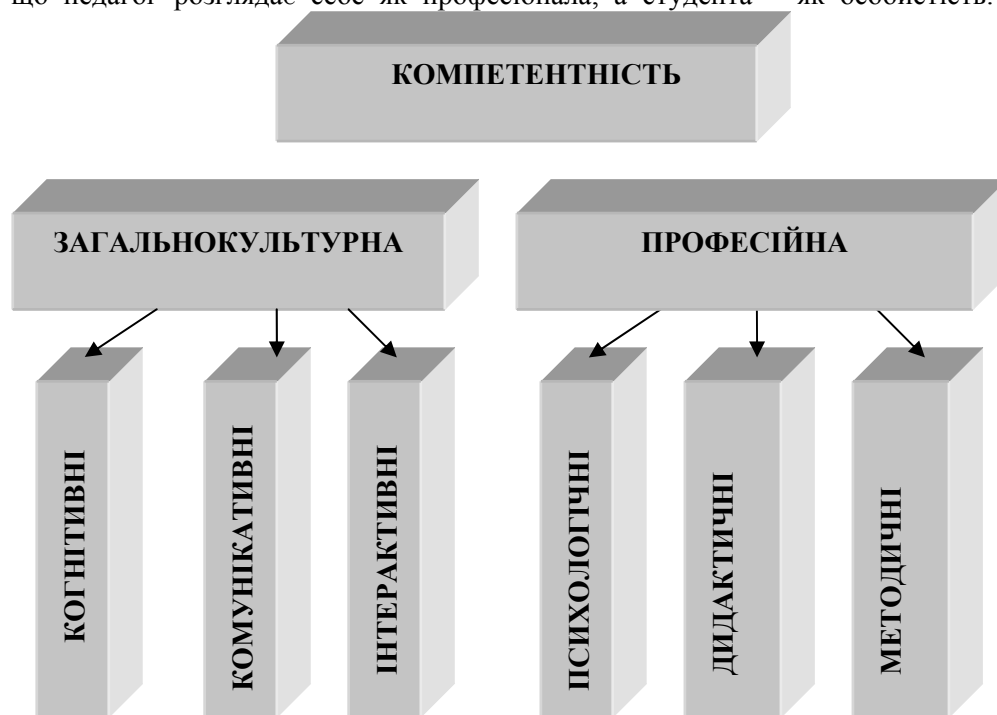 що педагог розглядає себе як професіонала, а студента – як особистість.
КОМПЕТЕНТНІСТЬ
ЗАГАЛЬНОКУЛЬТУРНА
ПРОФЕСІЙНА
КОГНІТИВНІ
КОМУНІКАТИВНІ
ІНТЕРАКТИВНІ
ПСИХОЛОГІЧНІ
ДИДАКТИЧНІ
МЕТОДИЧНІ